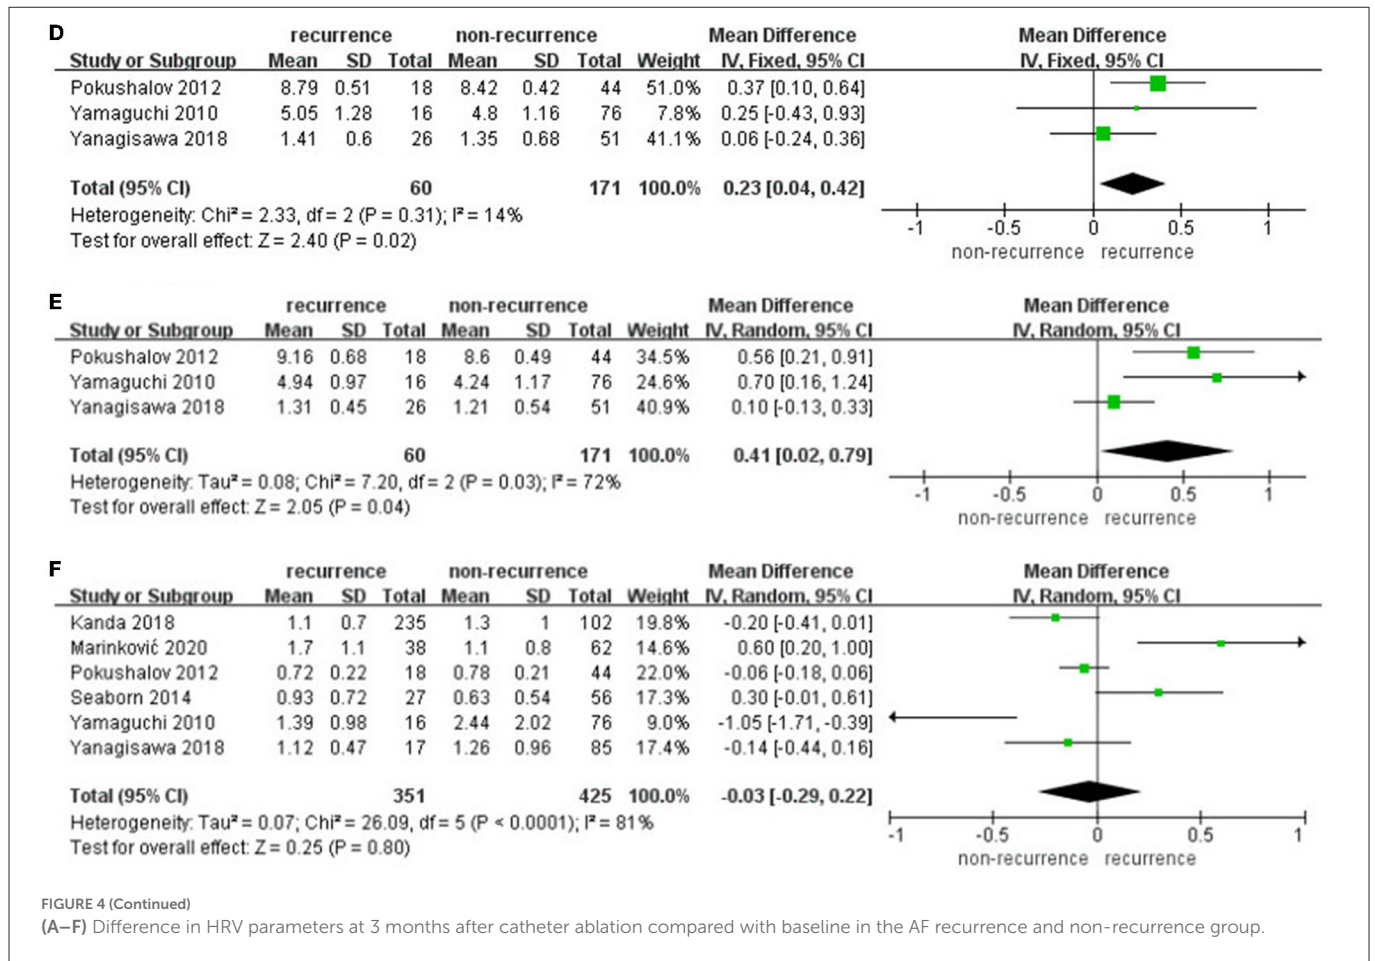 D
recurrence non-recurrence Mean Difference Mean Difference
Study or Subgroup Mean SD Total Mean SD Total Weight IV, Fixed, 95% CI IV, Fixed, 95% CI
Pokushalov 2012 8.79 0.51 18 8.42 0.42 44 51.0% 0.37 [0.10, 0.64]
Yamaguchi 2010 5.05 1.28 16 4.8 1.16 76 7.8% 0.25 [-0.43, 0.93]
Yanagisawa 2018 1.41 0.6 26 1.35 0.68 51 41.1% 0.06 [-0.24, 0.36]
Total (95% CI) 60 171 100.0% 0.23 [0.04, 0.42]
Heterogeneity: Chi² = 2.33, df = 2 (P = 0.31); I² = 14%
Test for overall effect: Z = 2.40 (P = 0.02)
-1 -0.5 0 0.5 1
non-recurrence recurrence
E
recurrence non-recurrence Mean Difference Mean Difference
Study or Subgroup Mean SD Total Mean SD Total Weight IV, Random, 95% CI IV, Random, 95% CI
Pokushalov 2012 9.16 0.68 18 8.6 0.49 44 34.5% 0.56 [0.21, 0.91]
Yamaguchi 2010 4.94 0.97 16 4.24 1.17 76 24.6% 0.70 [0.16, 1.24]
Yanagisawa 2018 1.31 0.45 26 1.21 0.54 51 40.9% 0.10 [-0.13, 0.33]
Total (95% CI) 60 171 100.0% 0.41 [0.02, 0.79]
Heterogeneity: Tau² = 0.08; Chi² = 7.20, df = 2 (P = 0.03); I² = 72%
Test for overall effect: Z = 2.05 (P = 0.04)
-1 -0.5 0 0.5 1
non-recurrence recurrence
F
recurrence non-recurrence Mean Difference Mean Difference
Study or Subgroup Mean SD Total Mean SD Total Weight IV, Random, 95% CI IV, Random, 95% CI
Kanda 2018 1.1 0.7 235 1.3 1 102 19.8% -0.20 [-0.41, 0.01]
Marinković 2020 1.7 1.1 38 1.1 0.8 62 14.6% 0.60 [0.20, 1.00]
Pokushalov 2012 0.72 0.22 18 0.78 0.21 44 22.0% -0.06 [-0.18, 0.06]
Seaborn 2014 0.93 0.72 27 0.63 0.54 56 17.3% 0.30 [-0.01, 0.61]
Yamaguchi 2010 1.39 0.98 16 2.44 2.02 76 9.0% -1.05 [-1.71, -0.39]
Yanagisawa 2018 1.12 0.47 17 1.26 0.96 85 17.4% -0.14 [-0.44, 0.16]
Total (95% CI) 351 425 100.0% -0.03 [-0.29, 0.22]
Heterogeneity: Tau² = 0.07; Chi² = 26.09, df = 5 (P < 0.0001); I² = 81%
Test for overall effect: Z = 0.25 (P = 0.80)
-1 -0.5 0 0.5 1
non-recurrence recurrence
FIGURE 4 (Continued)
(A–F) Difference in HRV parameters at 3 months after catheter ablation compared with baseline in the AF recurrence and non-recurrence group.